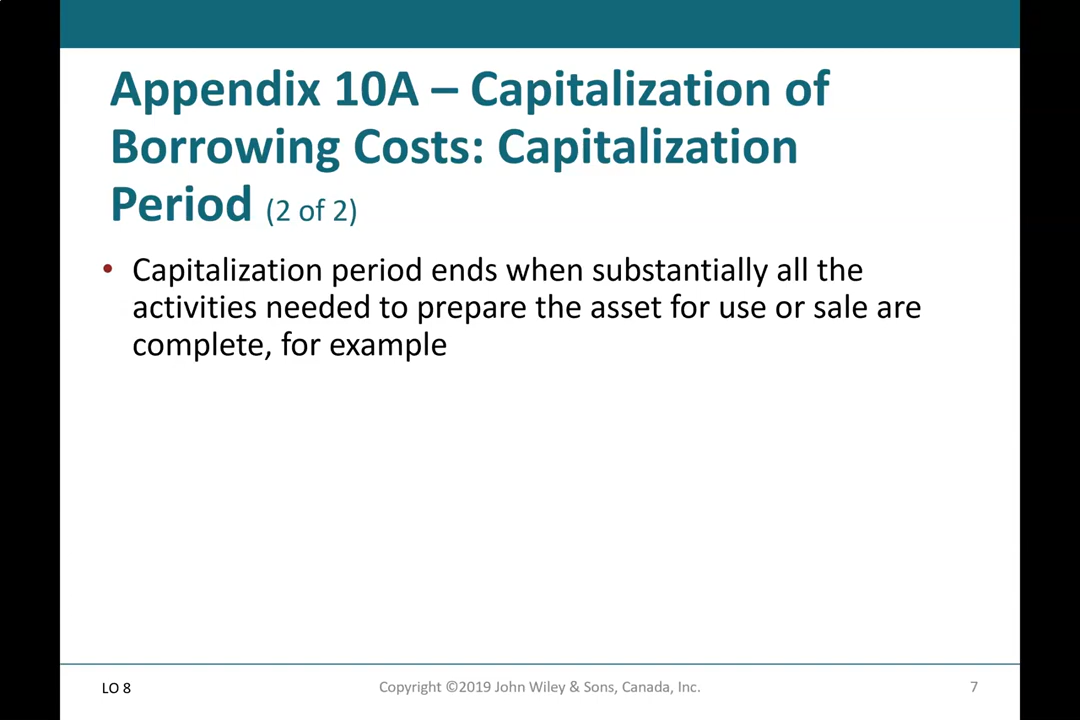 Appendix 10A – Capitalization of
Borrowing Costs: Capitalization
Period (2 of 2)
• Capitalization period ends when substantially all the
activities needed to prepare the asset for use or sale are
complete, for example
LO 8
Copyright ©2019 John Wiley & Sons, Canada, Inc.
7